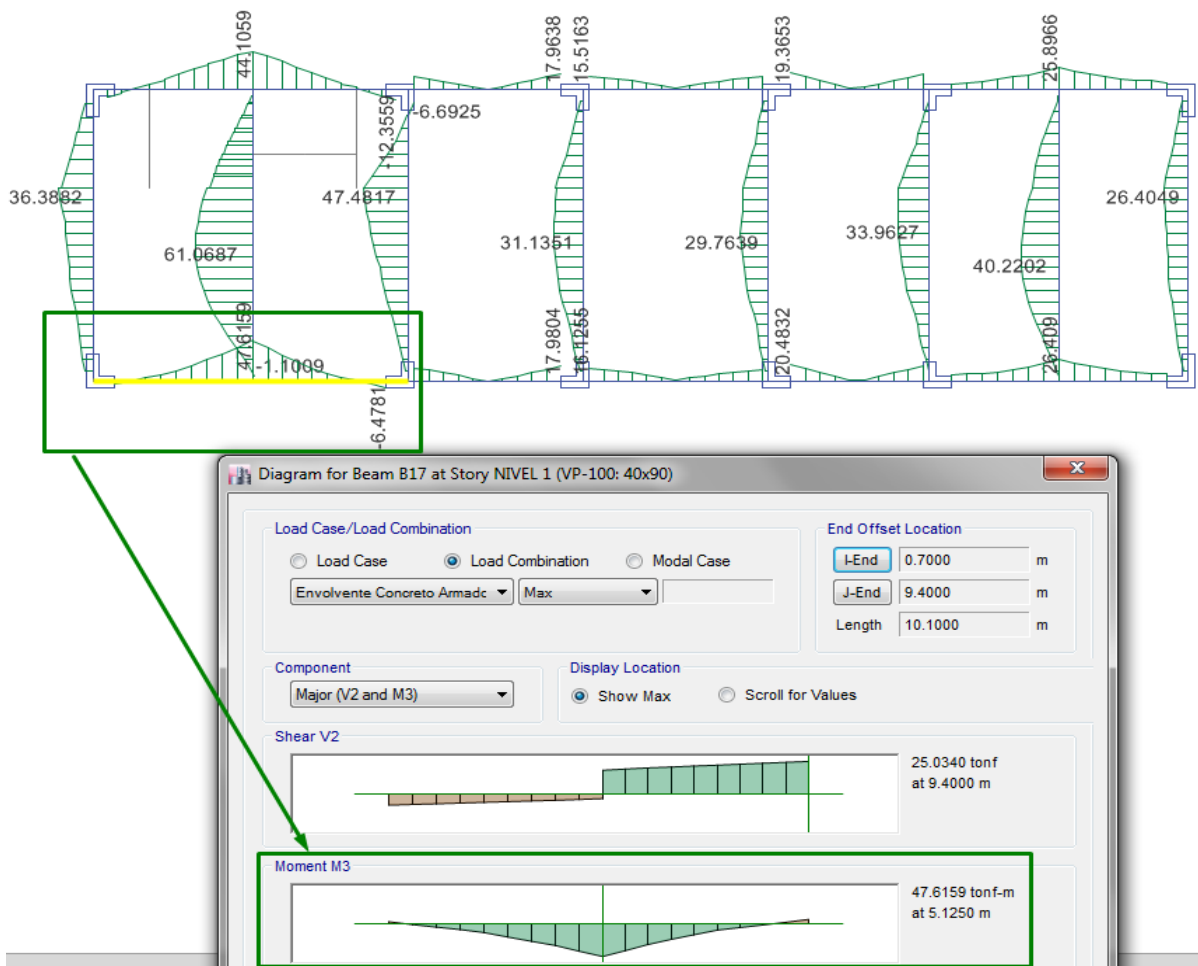 44.1059
17.9638
15.5163
19.3653
25.8966
-12.3559
-6.6925
36.3882
47.4817
26.4049
61.0687
31.1351
29.7639
33.9627
40.2202
47.6159
-1.1009
17.9804
16.1255
20.4832
26.409
-6.4781
Diagram for Beam B17 at Story NIVEL 1 (VP-100: 40x90)
Load Case/Load Combination
Load Case Load Combination Modal Case
Envolvente Concreto Armadc Max
End Offset Location
I-End 0.7000 m
J-End 9.4000 m
Length 10.1000 m
Component
Major (V2 and M3)
Display Location
Show Max Scroll for Values
Shear V2
25.0340 tonf
at 9.4000 m
Moment M3
47.6159 tonf-m
at 5.1250 m